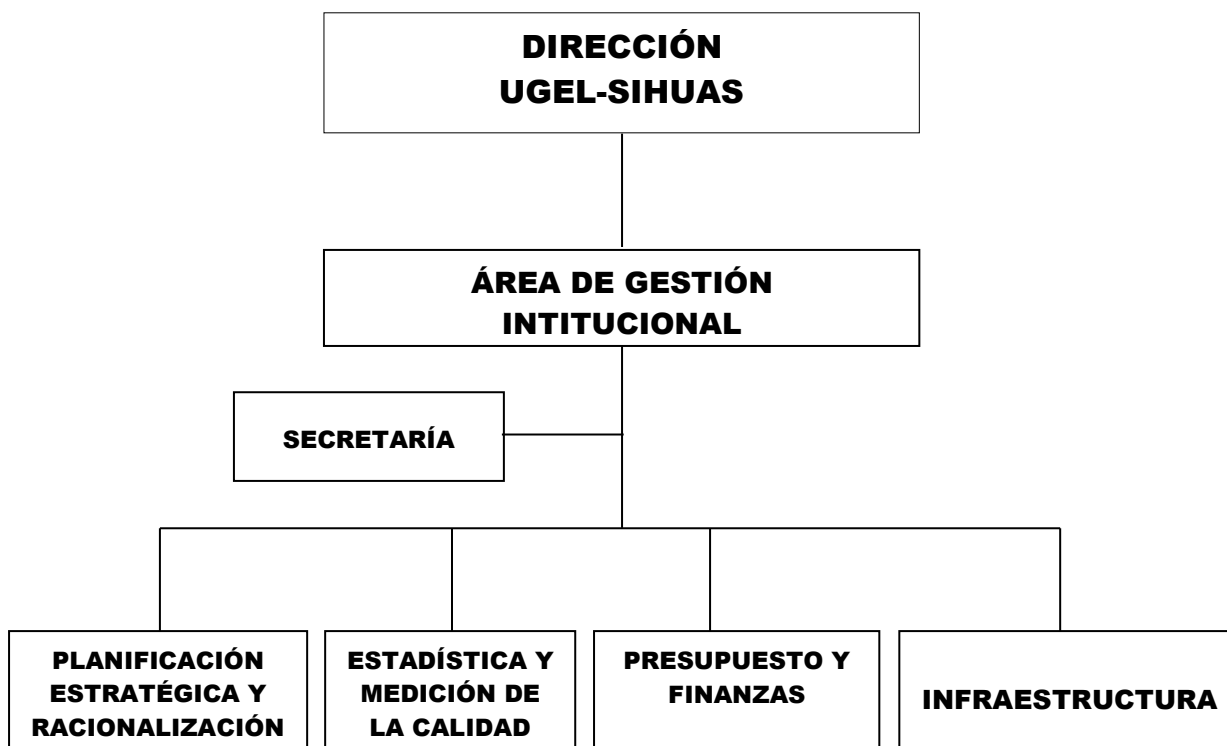 DIRECCIÓN
UGEL-SIHUAS
ÁREA DE GESTIÓN
INTITUCIONAL
SECRETARÍA
PLANIFICACIÓN
ESTRATÉGICA Y
RACIONALIZACIÓN
ESTADÍSTICA Y
MEDICIÓN DE
LA CALIDAD
PRESUPUESTO Y
FINANZAS
INFRAESTRUCTURA